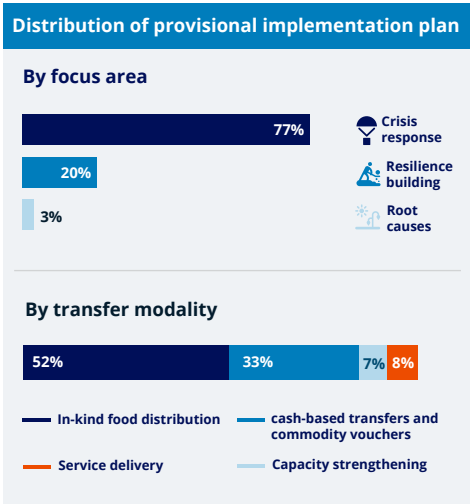 Distribution of provisional implementation plan
By focus area
77%
Crisis
response
20%
Resilience
building
3%
Root
causes
By transfer modality
52% 33% 7% 8%
In-kind food distribution
cash-based transfers and
commodity vouchers
Service delivery
Capacity strengthening